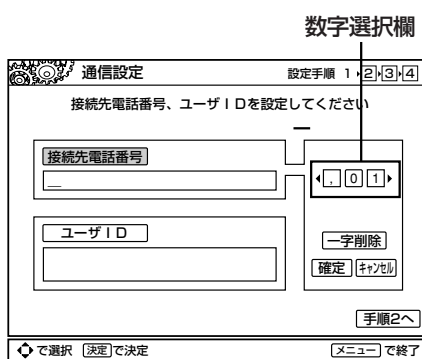 数字選択欄
通信設定
設定手順 1 2 3 4
接続先電話番号、ユーザIDを設定してください
接続先電話番号
, 0 1
ユーザID
一字削除
確定 キャンセル
手順2へ
で選択 決定 で決定 メニュー で終了